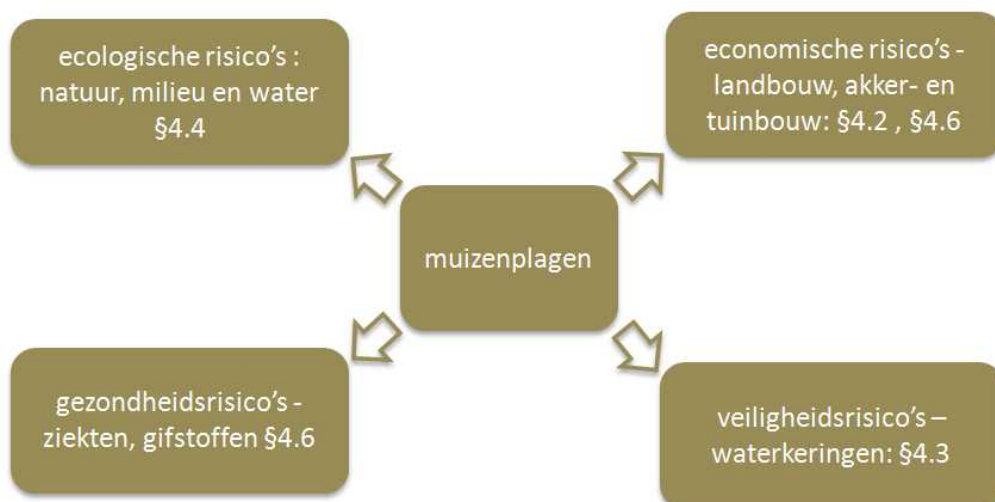 ecologische risico’s :
natuur, milieu en water
§4.4
economische risico’s -
landbouw, akker- en
tuinbouw: §4.2 , §4.6
muizenplagen
gezondheidsrisico’s -
ziekten, gifstoffen §4.6
veiligheidsrisico’s –
waterkeringen: §4.3